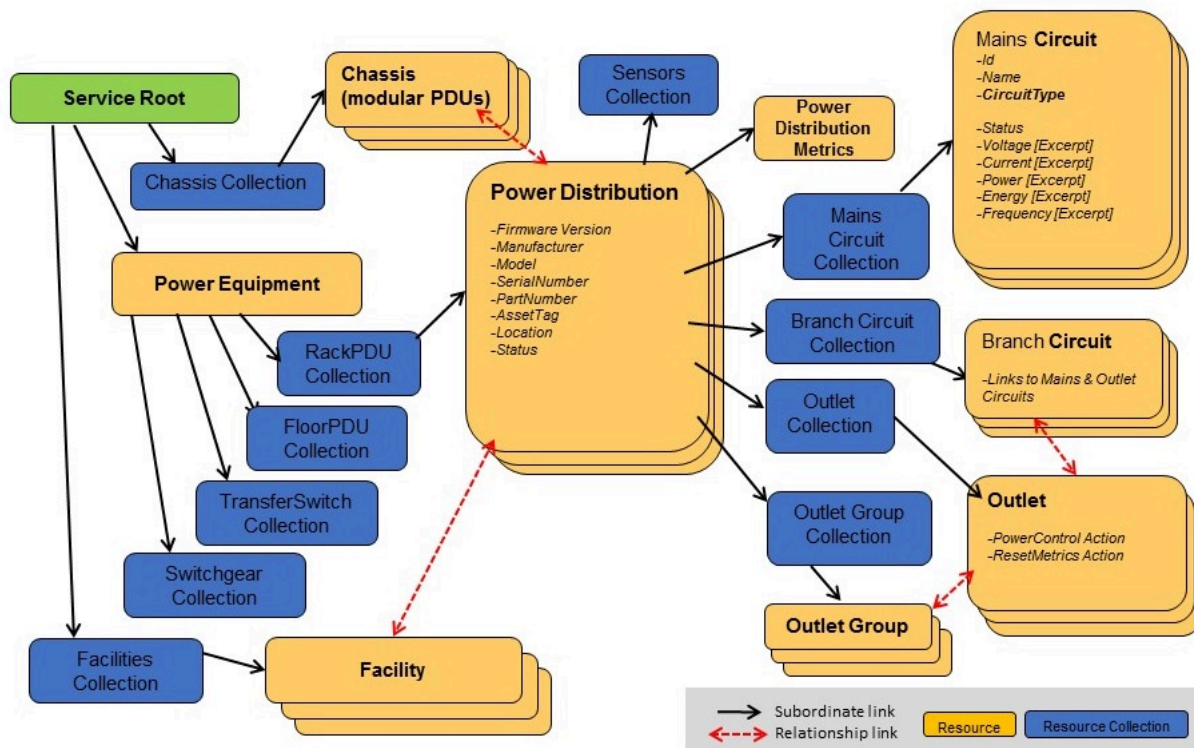 Service Root
Chassis Collection
Chassis
(modular PDUs)
Power Equipment
RackPDU
Collection
FloorPDU
Collection
TransferSwitch
Collection
Switchgear
Collection
Facilities
Collection
Facility
Power Distribution
-Firmware Version
-Manufacturer
-Model
-SerialNumber
-PartNumber
-AssetTag
-Location
-Status
Sensors
Collection
Power
Distribution
Metrics
Mains
Circuit
Collection
Mains Circuit
-Id
-Name
-CircuitType
-Status
-Voltage [Excerpt]
-Current [Excerpt]
-Power [Excerpt]
-Energy [Excerpt]
-Frequency [Excerpt]
Branch Circuit
Collection
Branch Circuit
-Links to Mains & Outlet
Circuits
Outlet
Collection
Outlet
-PowerControl Action
-ResetMetrics Action
Outlet Group
Collection
Outlet Group
Subordinate link
Relationship link
Resource
Resource Collection